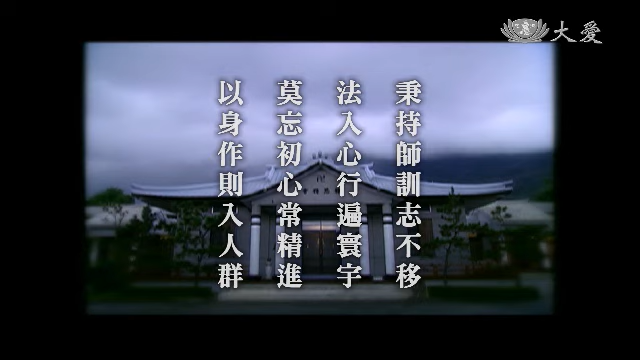 大愛
秉持師訓志不移
法入心行遍寰宇
莫忘初心常精進
以身作則入人群